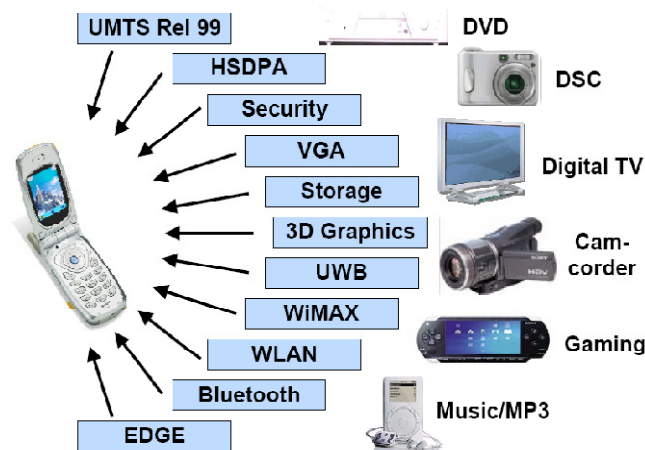 UMTS Rel 99
DVD
HSDPA
DSC
Security
VGA
Digital TV
Storage
3D Graphics
Cam-
corder
UWB
HDV
WiMAX
Gaming
WLAN
Bluetooth
Music/MP3
EDGE